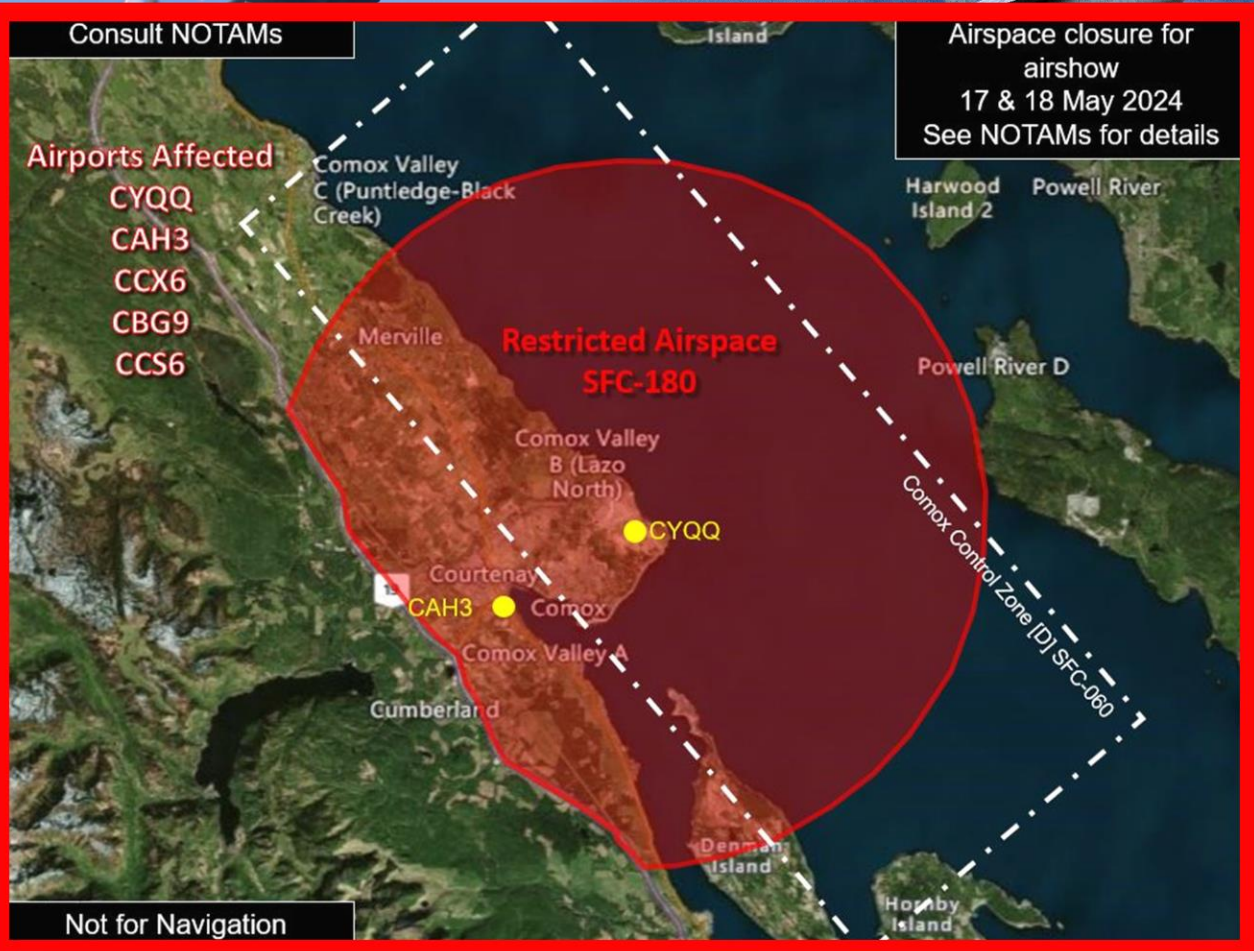 Consult NOTAMs
Island
Airspace closure for
airshow
17 & 18 May 2024
See NOTAMs for details
Airports Affected
CYQQ
CAH3
CCX6
CBG9
CCS6
Comox Valley
C (Puntledge-Black
Creek)
Harwood
Island 2
Powell River
Merville
Restricted Airspace
SFC-180
Powell River D
Comox Valley
B (Lazo
North)
CYQQ
Comox Control Zone [D] SFC-060
Courtenay
CAH3
Comox
Comox Valley A
Cumberland
Denman
Island
Hornby
Island
Not for Navigation